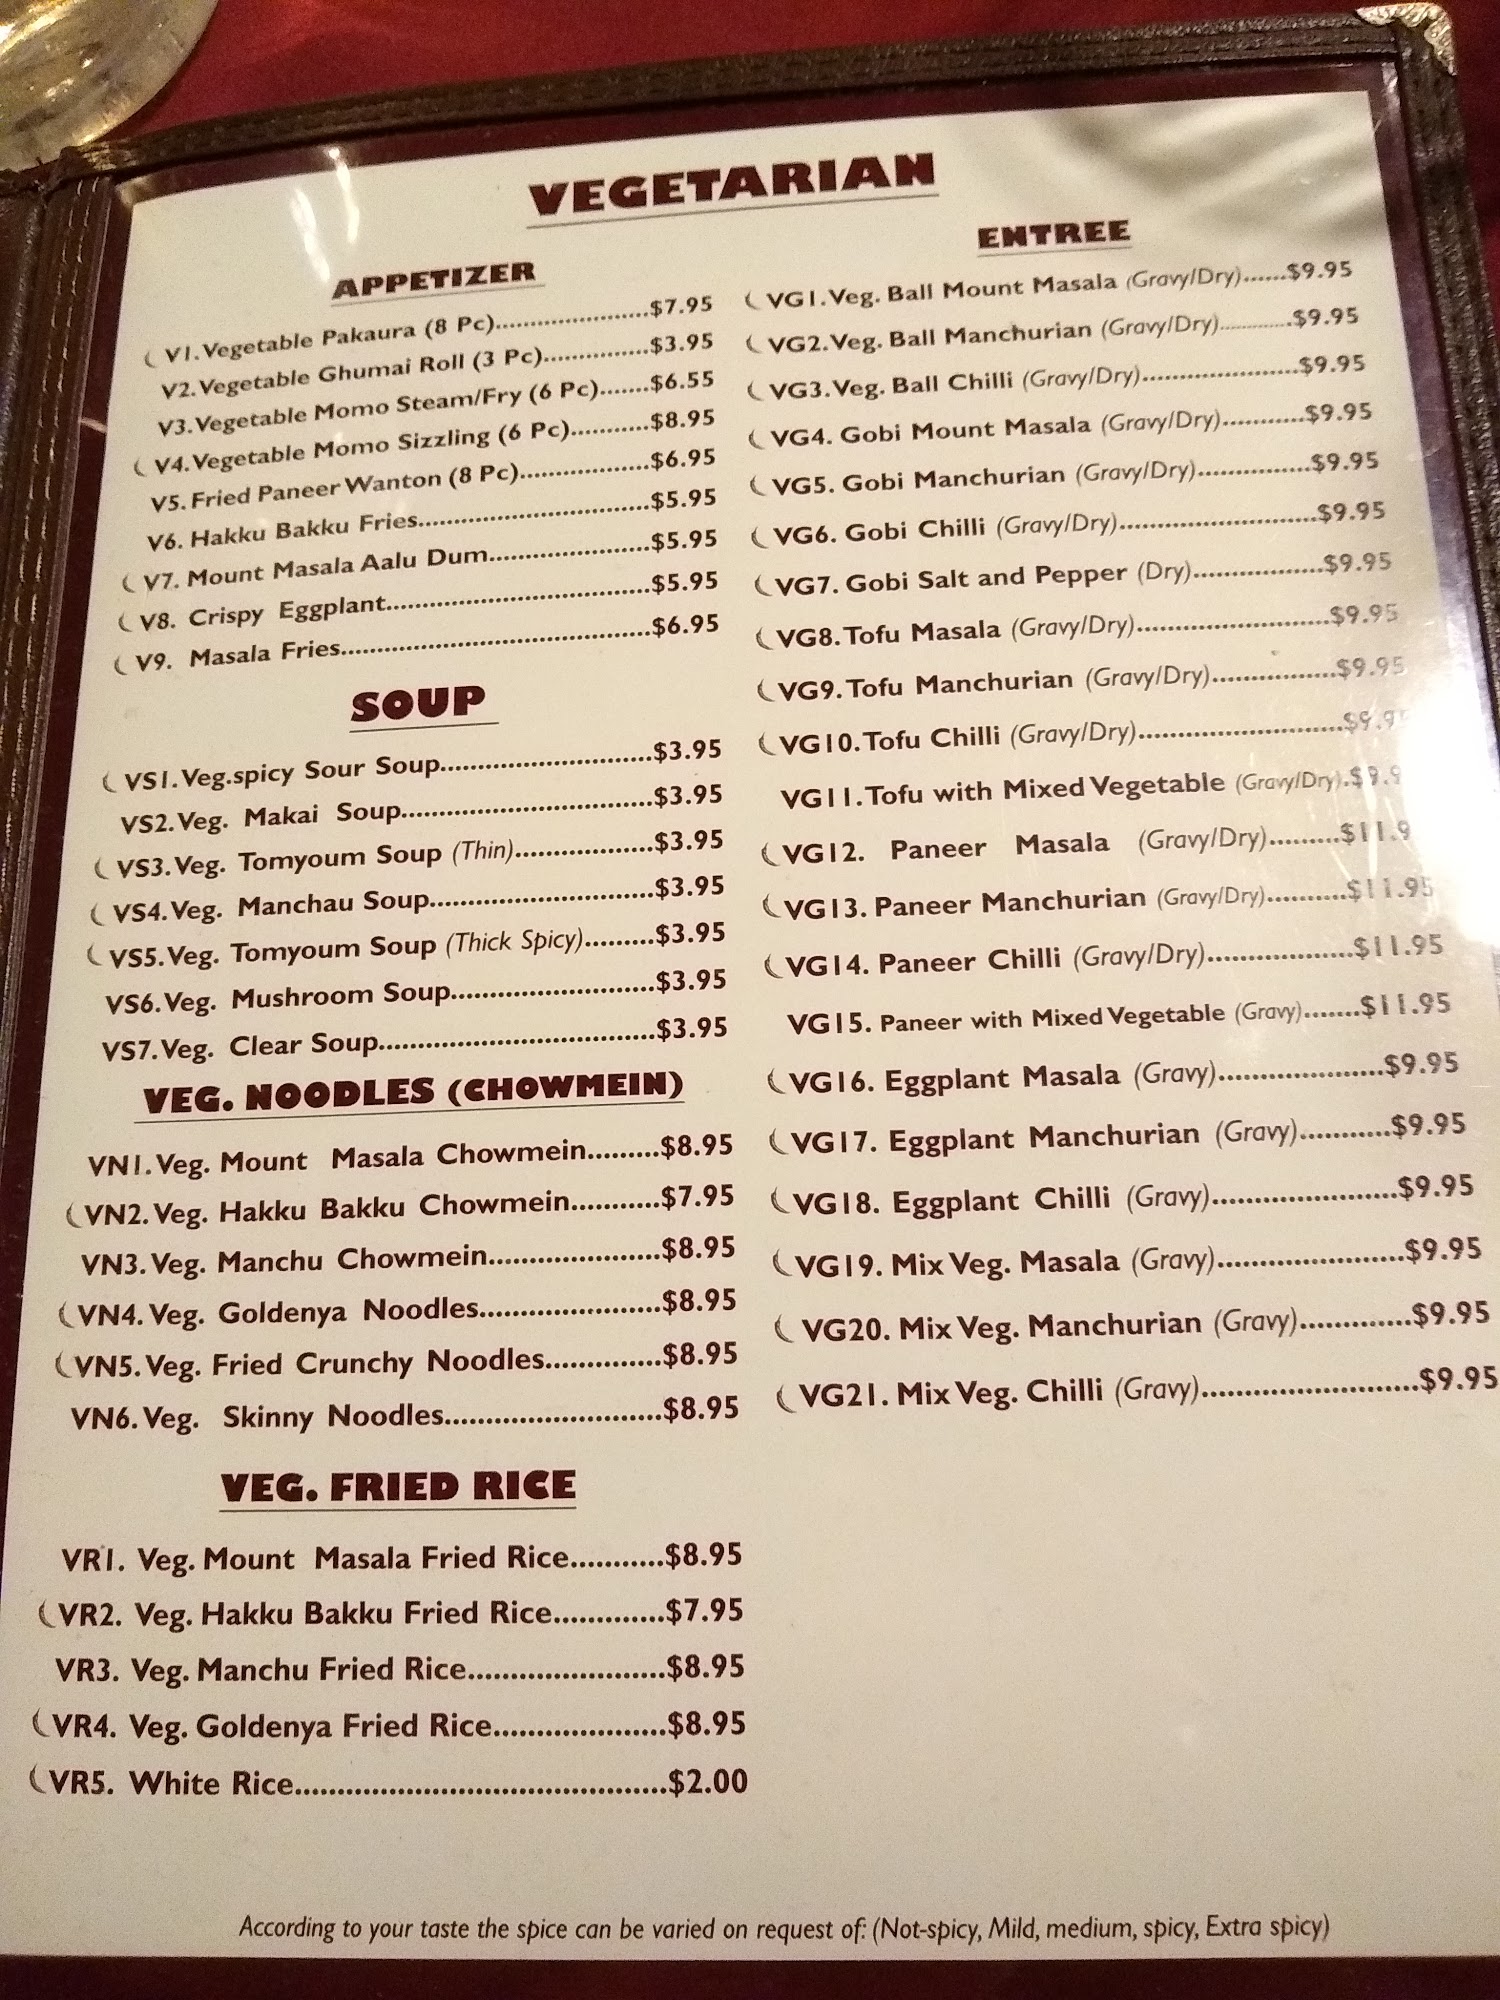 VEGETARIAN
APPETIZER
V1. Vegetable Pakaura (8 Pc)......................$7.95
V2. Vegetable Ghumai Roll (3 Pc)...............$3.95
V3. Vegetable Momo Steam/Fry (6 Pc).......$6.55
V4. Vegetable Momo Sizzling (6 Pc)...........$8.95
V5. Fried Paneer Wanton (8 Pc)...................$6.95
V6. Hakku Bakku Fries.................................$5.95
V7. Mount Masala Aalu Dum.......................$5.95
V8. Crispy Eggplant......................................$5.95
V9. Masala Fries............................................$6.95
SOUP
VS1. Veg.spicy Sour Soup...........................$3.95
VS2. Veg. Makai Soup................................$3.95
VS3. Veg. Tomyoum Soup (Thin)..................$3.95
VS4. Veg. Manchau Soup.............................$3.95
VS5. Veg. Tomyoum Soup (Thick Spicy).........$3.95
VS6. Veg. Mushroom Soup..........................$3.95
VS7. Veg. Clear Soup...................................$3.95
VEG. NOODLES (CHOWMEIN)
VN1. Veg. Mount Masala Chowmein.........$8.95
VN2. Veg. Hakku Bakku Chowmein...........$7.95
VN3. Veg. Manchu Chowmein.....................$8.95
VN4. Veg. Goldenya Noodles......................$8.95
VN5. Veg. Fried Crunchy Noodles..............$8.95
VN6. Veg. Skinny Noodles..........................$8.95
VEG. FRIED RICE
VR1. Veg. Mount Masala Fried Rice...........$8.95
VR2. Veg. Hakku Bakku Fried Rice.............$7.95
VR3. Veg. Manchu Fried Rice.......................$8.95
VR4. Veg. Goldenya Fried Rice....................$8.95
VR5. White Rice...........................................$2.00
ENTREE
VG1. Veg. Ball Mount Masala (Gravy/Dry)......$9.95
VG2. Veg. Ball Manchurian (Gravy/Dry).............$9.95
VG3. Veg. Ball Chilli (Gravy/Dry)......................$9.95
VG4. Gobi Mount Masala (Gravy/Dry)............$9.95
VG5. Gobi Manchurian (Gravy/Dry)................$9.95
VG6. Gobi Chilli (Gravy/Dry)............................$9.95
VG7. Gobi Salt and Pepper (Dry)...................$9.95
VG8. Tofu Masala (Gravy/Dry)...........................$9.95
VG9. Tofu Manchurian (Gravy/Dry).................$9.95
VG10. Tofu Chilli (Gravy/Dry)............................$9.95
VG11. Tofu with Mixed Vegetable (Gravy/Dry).$9.9
VG12. Paneer Masala (Gravy/Dry).........$11.9
VG13. Paneer Manchurian (Gravy/Dry)..........$11.95
VG14. Paneer Chilli (Gravy/Dry)...................$11.95
VG15. Paneer with Mixed Vegetable (Gravy).......$11.95
VG16. Eggplant Masala (Gravy).....................$9.95
VG17. Eggplant Manchurian (Gravy)...........$9.95
VG18. Eggplant Chilli (Gravy).......................$9.95
VG19. Mix Veg. Masala (Gravy).......................$9.95
VG20. Mix Veg. Manchurian (Gravy).............$9.95
VG21. Mix Veg. Chilli (Gravy)..........................$9.95
According to your taste the spice can be varied on request of: (Not-spicy, Mild, medium, spicy, Extra spicy)